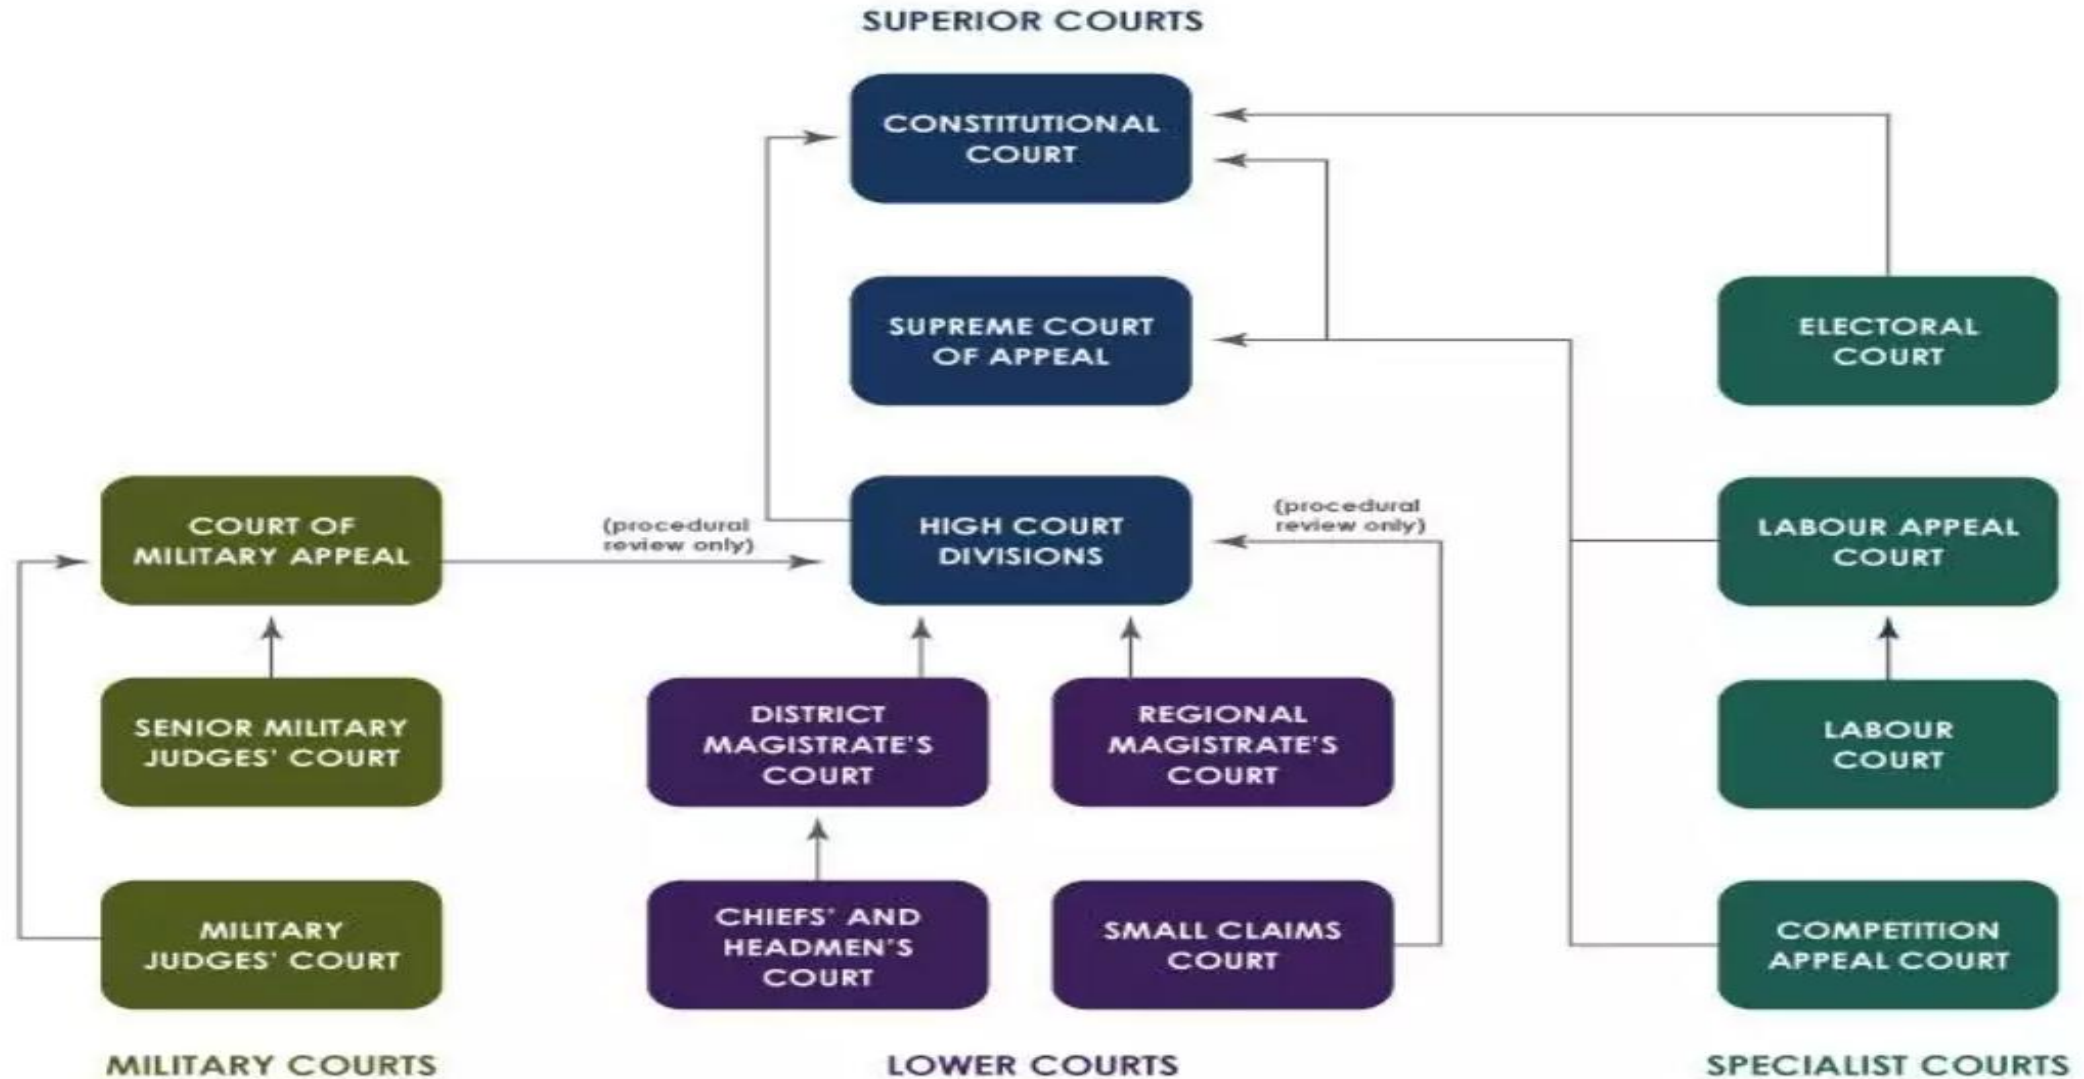 SUPERIOR COURTS
CONSTITUTIONAL
COURT
SUPREME COURT
OF APPEAL
ELECTORAL
COURT
COURT OF
MILITARY APPEAL
(procedural
review only)
HIGH COURT
DIVISIONS
(procedural
review only)
LABOUR APPEAL
COURT
SENIOR MILITARY
JUDGES' COURT
DISTRICT
MAGISTRATE'S
COURT
REGIONAL
MAGISTRATE'S
COURT
LABOUR
COURT
MILITARY
JUDGES' COURT
CHIEFS' AND
HEADMEN'S
COURT
SMALL CLAIMS
COURT
COMPETITION
APPEAL COURT
MILITARY COURTS
LOWER COURTS
SPECIALIST COURTS